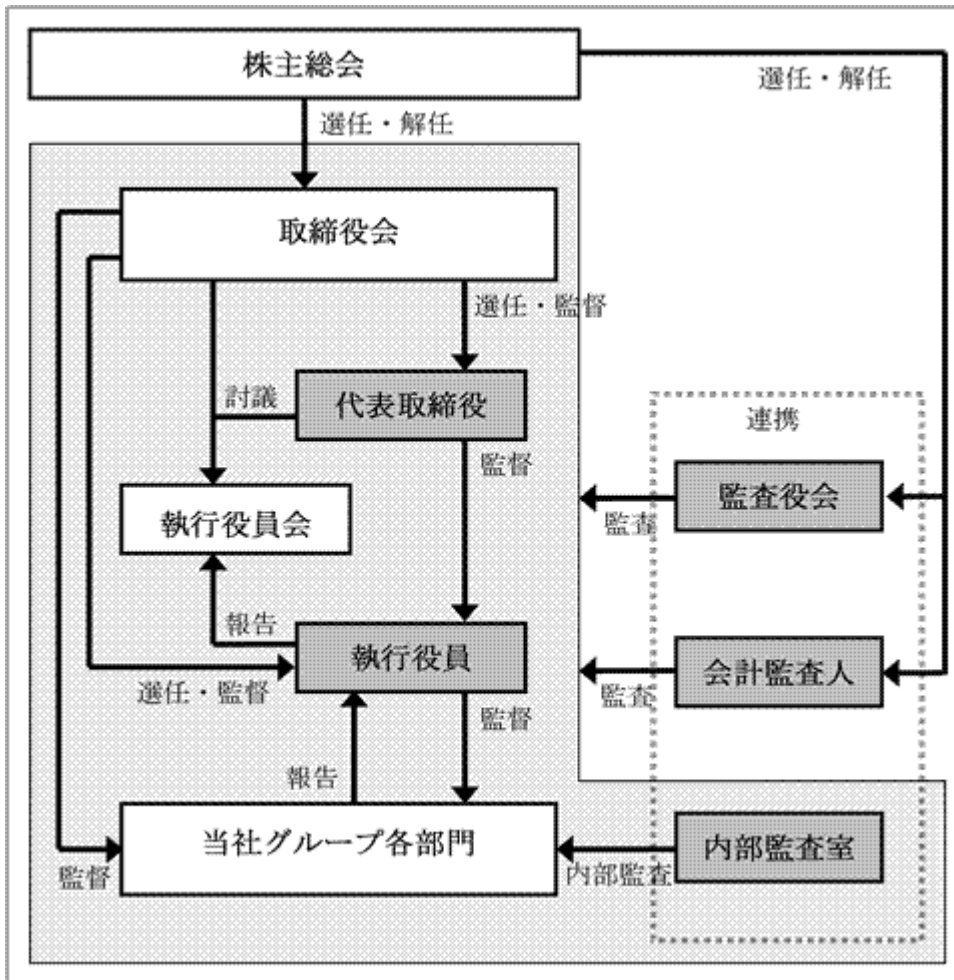 株主総会
選任・解任
選任・解任
取締役会
選任・監督
代表取締役
討議
監督
連携
監査役会
監査
執行役員会
報告
執行役員
会計監査人
監査
選任・監督
監督
報告
当社グループ各部門
内部監査室
内部監査
監督